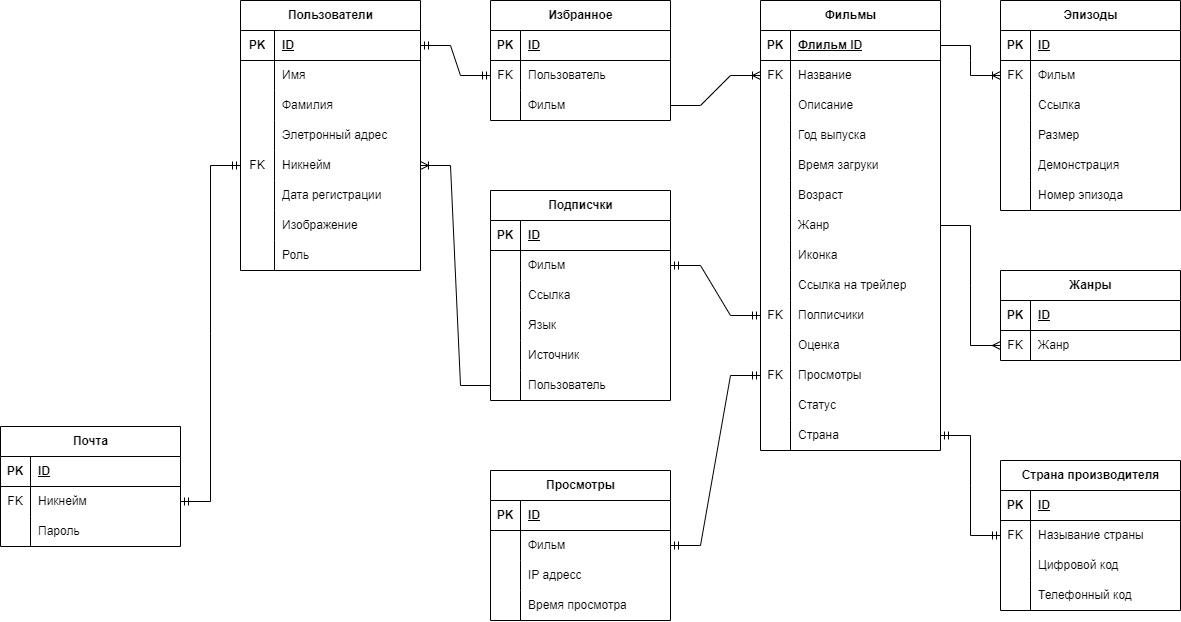 Пользователи
PK ID
Имя
Фамилия
Элетронный адрес
FK Никнейм
Дата регистрации
Изображение
Роль
Избранное
PK ID
FK Пользователь
Фильм
Фильмы
PK Флильм ID
FK Название
Описание
Год выпуска
Время загруки
Возраст
Жанр
Иконка
Ссылка на трейлер
FK Полписчики
Оценка
FK Просмотры
Статус
Страна
Эпизоды
PK ID
FK Фильм
Ссылка
Размер
Демонстрация
Номер эпизода
Подписчки
PK ID
Фильм
Ссылка
Язык
Источник
Пользователь
Жанры
PK ID
FK Жанр
Почта
PK ID
FK Никнейм
Пароль
Просмотры
PK ID
Фильм
IP адресс
Время просмотра
Страна производителя
PK ID
FK Называние страны
Цифровой код
Телефонный код